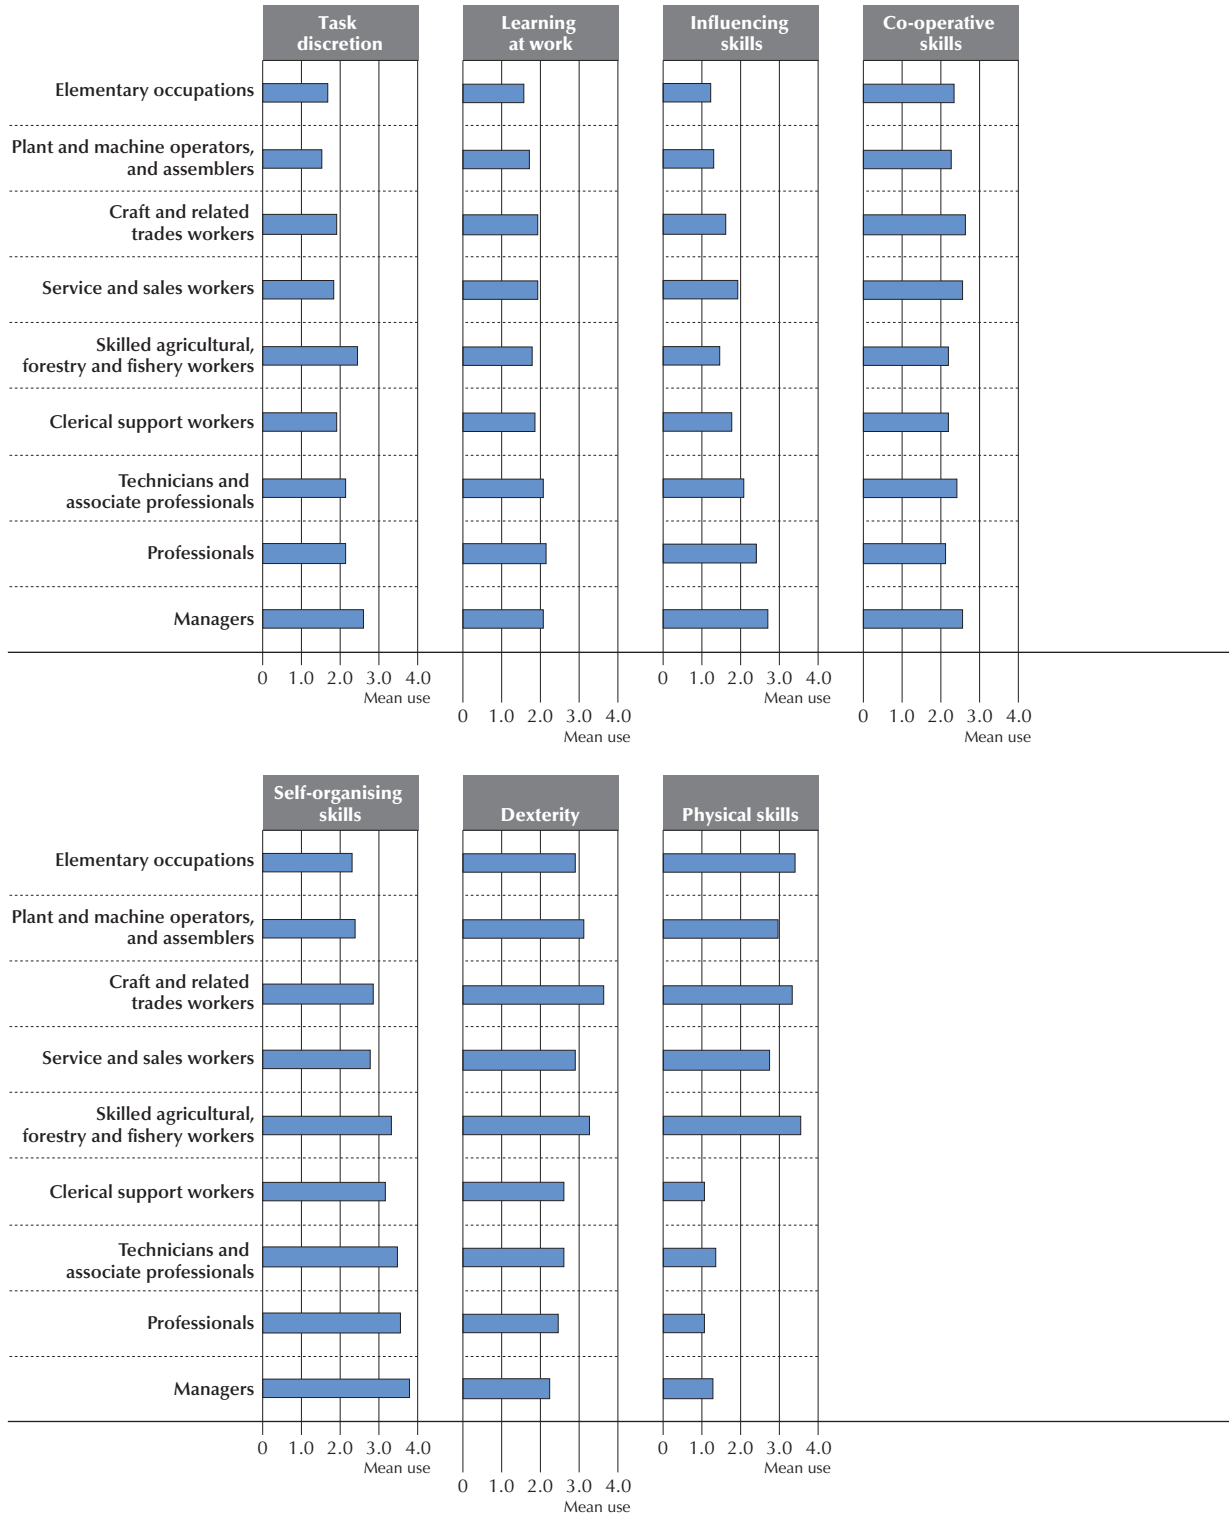 Task
discretion
Learning
at work
Influencing
skills
Co-operative
skills
Elementary occupations
Plant and machine operators,
and assemblers
Craft and related
trades workers
Service and sales workers
Skilled agricultural,
forestry and fishery workers
Clerical support workers
Technicians and
associate professionals
Professionals
Managers
0 1.0 2.0 3.0 4.0
Mean use
0 1.0 2.0 3.0 4.0
Mean use
0 1.0 2.0 3.0 4.0
Mean use
0 1.0 2.0 3.0 4.0
Mean use
Self-organising
skills
Dexterity
Physical skills
Elementary occupations
Plant and machine operators,
and assemblers
Craft and related
trades workers
Service and sales workers
Skilled agricultural,
forestry and fishery workers
Clerical support workers
Technicians and
associate professionals
Professionals
Managers
0 1.0 2.0 3.0 4.0
Mean use
0 1.0 2.0 3.0 4.0
Mean use
0 1.0 2.0 3.0 4.0
Mean use